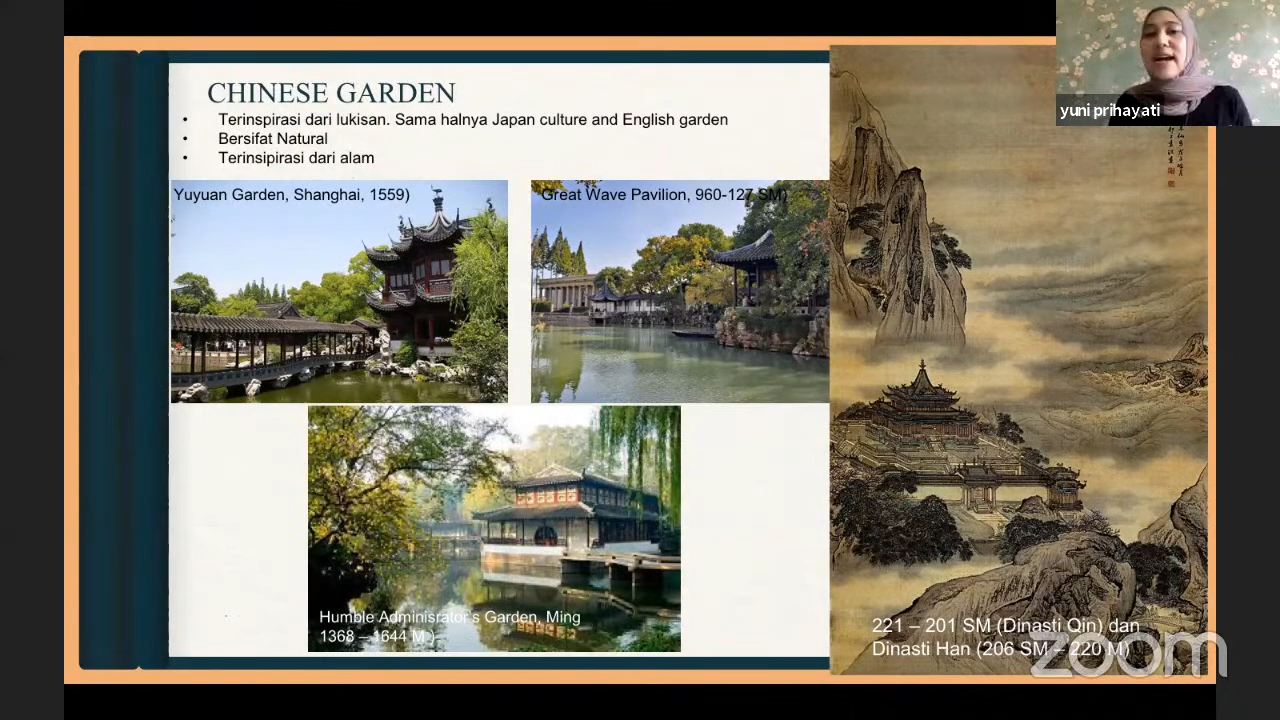 CHINESE GARDEN
• Terinspirasi dari lukisan. Sama halnya Japan culture and English garden
• Bersifat Natural
• Terinsipirasi dari alam
Yuyuan Garden, Shanghai, 1559)
Great Wave Pavilion, 960-127 SM)
Humble Adminisrator's Garden, Ming
1368 – 1644 M )
221 – 201 SM (Dinasti Qin) dan
Dinasti Han (206 SM – 220 M)
yuni prihayati
zoom